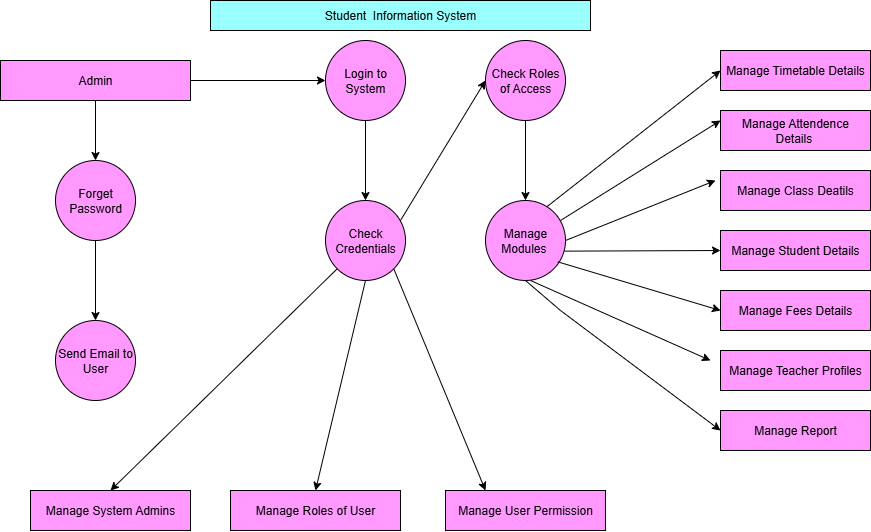 Student  Information System
Admin
Login to
System
Check Roles
of Access
Manage Timetable Details
Manage Attendence
Details
Forget
Password
Manage Class Deatils
Check
Credentials
Manage
Modules
Manage Student Details
Manage Fees Details
Send Email to
User
Manage Teacher Profiles
Manage Report
Manage System Admins
Manage Roles of User
Manage User Permission